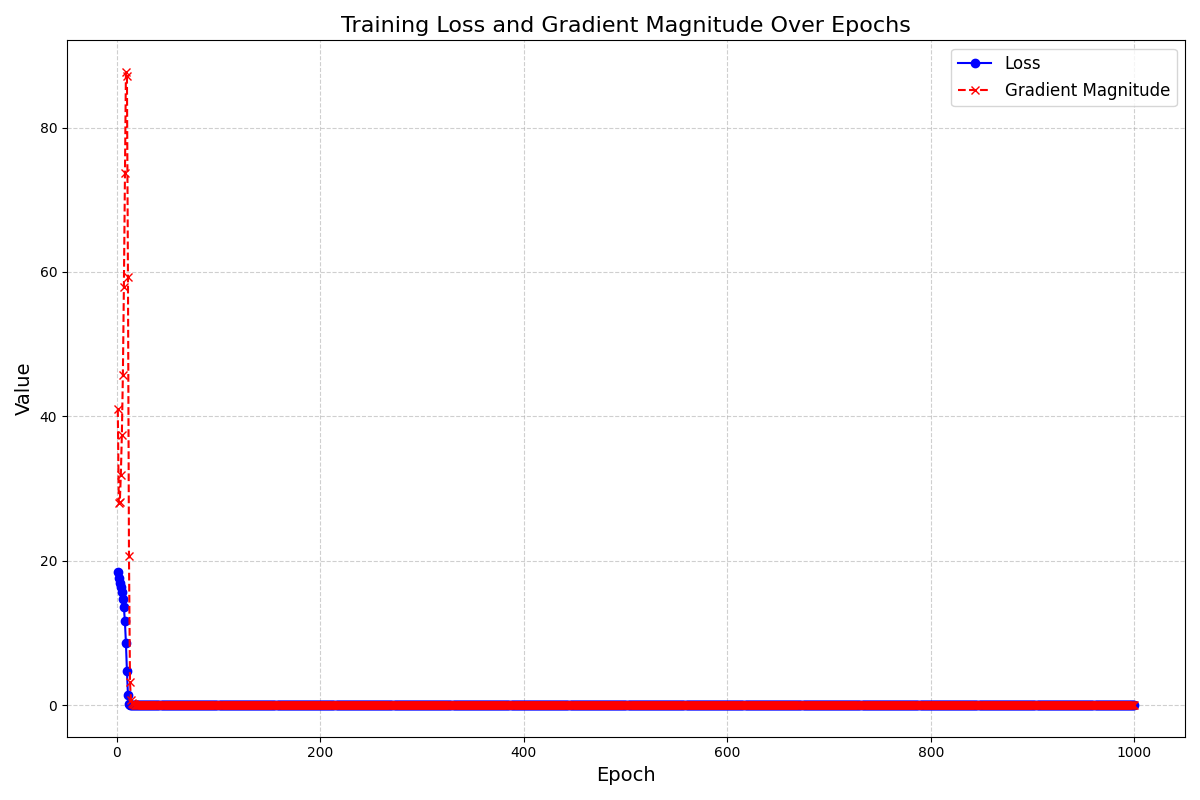 Training Loss and Gradient Magnitude Over Epochs
Loss
Gradient Magnitude
Value
80
60
40
20
0
0 200 400 600 800 1000
Epoch